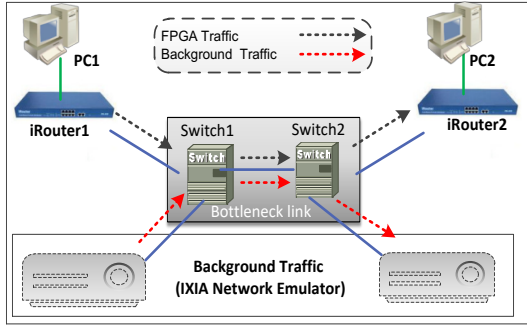 FPGA Traffic
Background Traffic
PC1
PC2
iRouter1
iRouter2
Switch1
Switch2
Switch
Switch
Bottleneck link
Background Traffic
(IXIA Network Emulator)